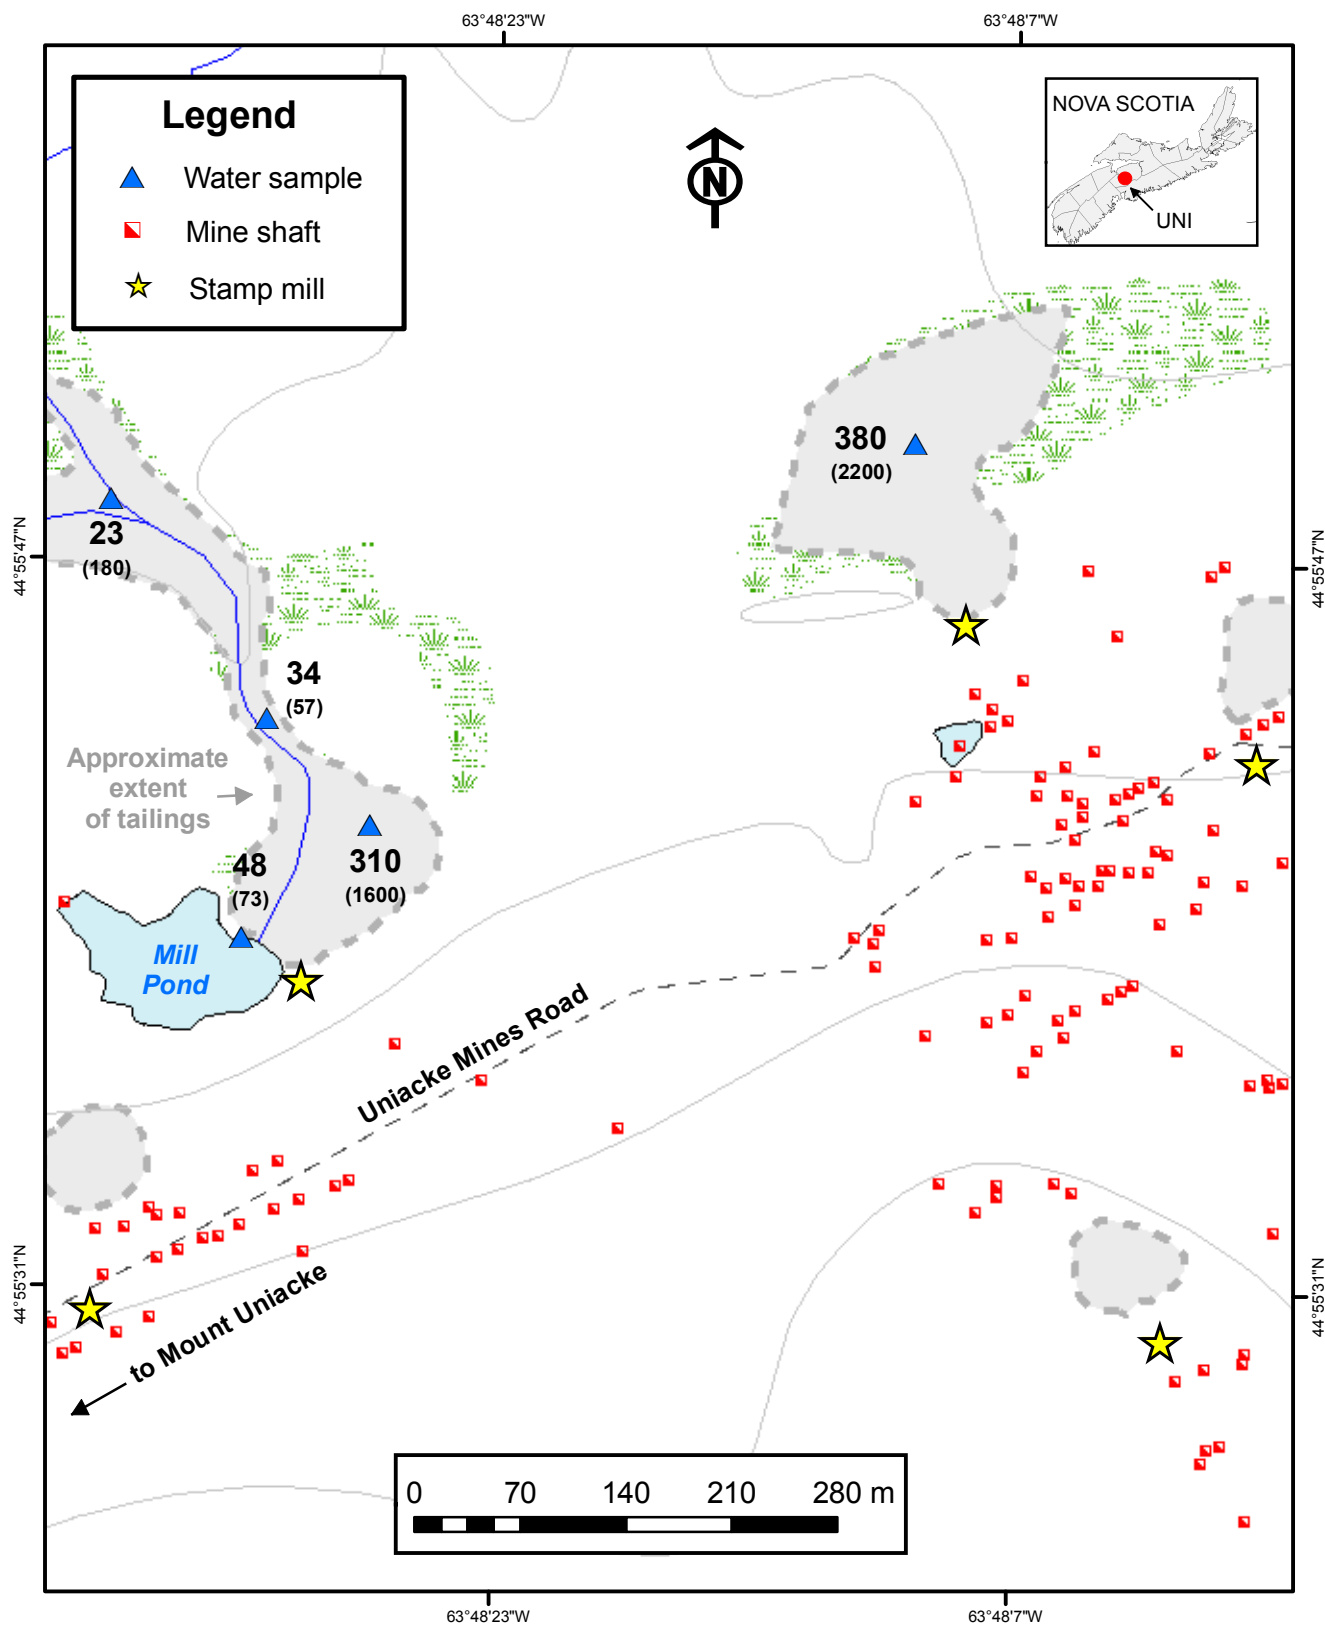 63°48'23"W
63°48'7"W
Legend
Water sample
Mine shaft
Stamp mill
N
NOVA SCOTIA
UNI
380
(2200)
23
(180)
44°55'47"N
44°55'47"N
34
(57)
Approximate
extent
of tailings
48
(73)
310
(1600)
Mill
Pond
Uniacke Mines Road
44°55'31"N
44°55'31"N
to Mount Uniacke
0 70 140 210 280 m
63°48'23"W
63°48'7"W